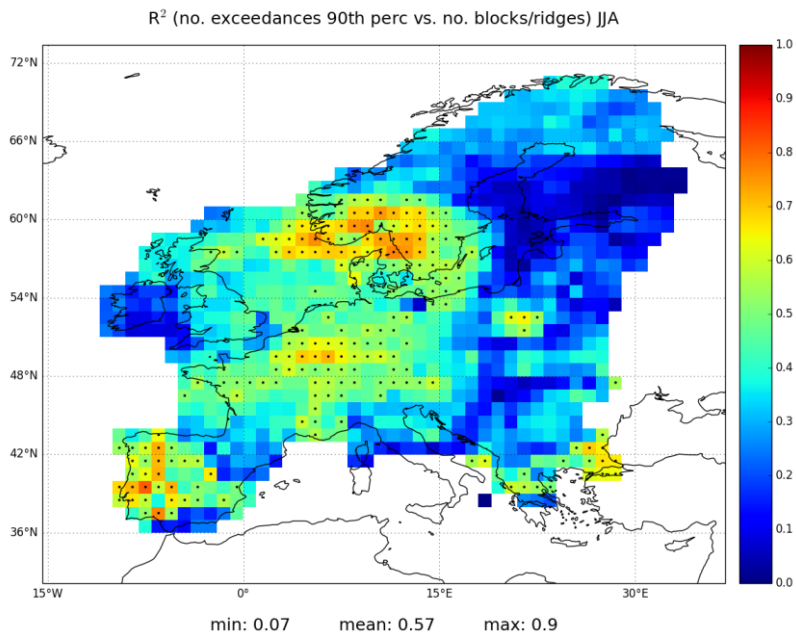 R² (no. exceedances 90th perc vs. no. blocks/ridges) JJA
72°N
66°N
60°N
54°N
48°N
42°N
36°N
15°W 0° 15°E 30°E
1.0
0.9
0.8
0.7
0.6
0.5
0.4
0.3
0.2
0.1
0.0
min: 0.07 mean: 0.57 max: 0.9